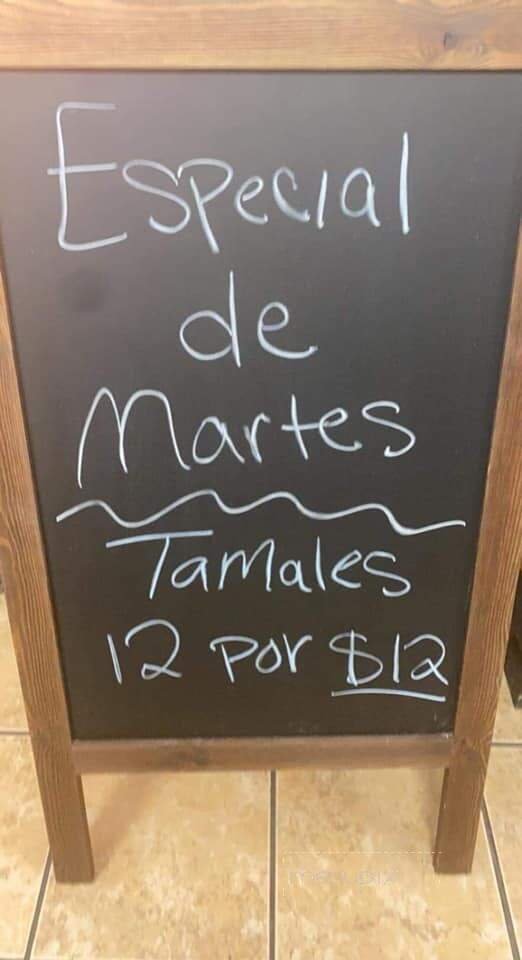 Especial
de
Martes
Tamales
12 por $12